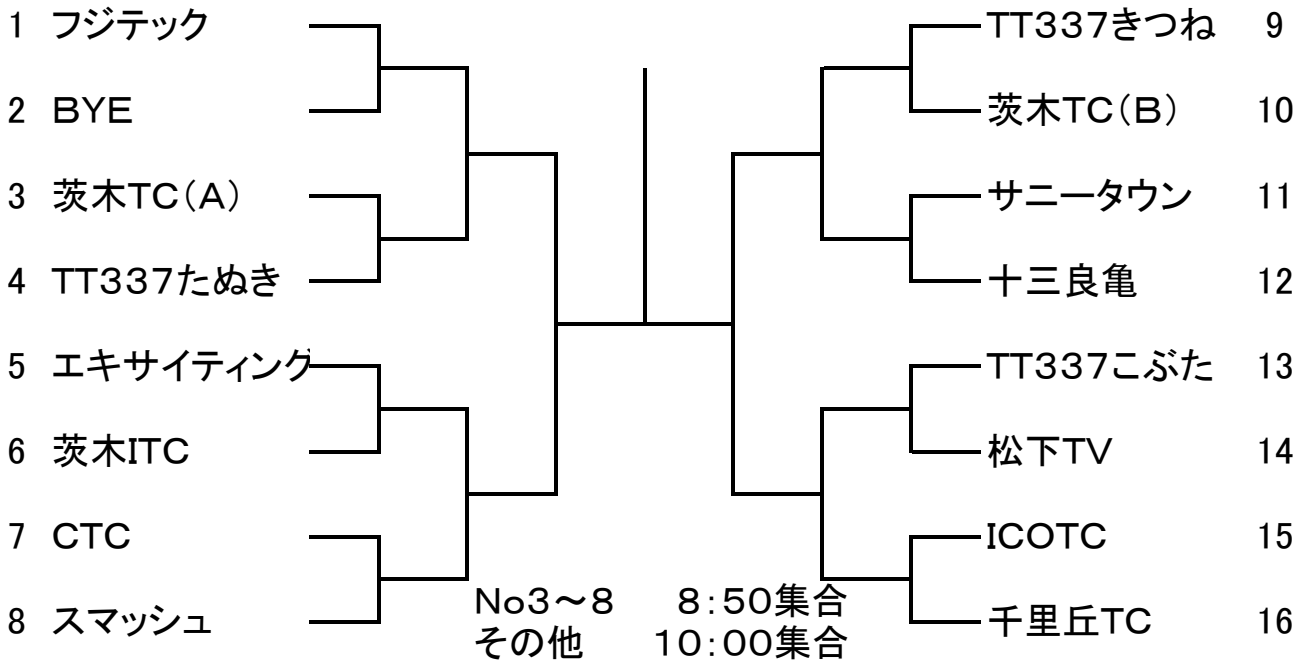 1 フジテック
2 BYE
3 茨木TC(A)
4 TT337たぬき
5 エキサイティング
6 茨木ITC
7 CTC
8 スマッシュ
TT337きつね 9
茨木TC(B) 10
サニータウン 11
十三良亀 12
TT337こぶた 13
松下TV 14
ICOTC 15
千里丘TC 16
No3～8 8:50集合
その他 10:00集合